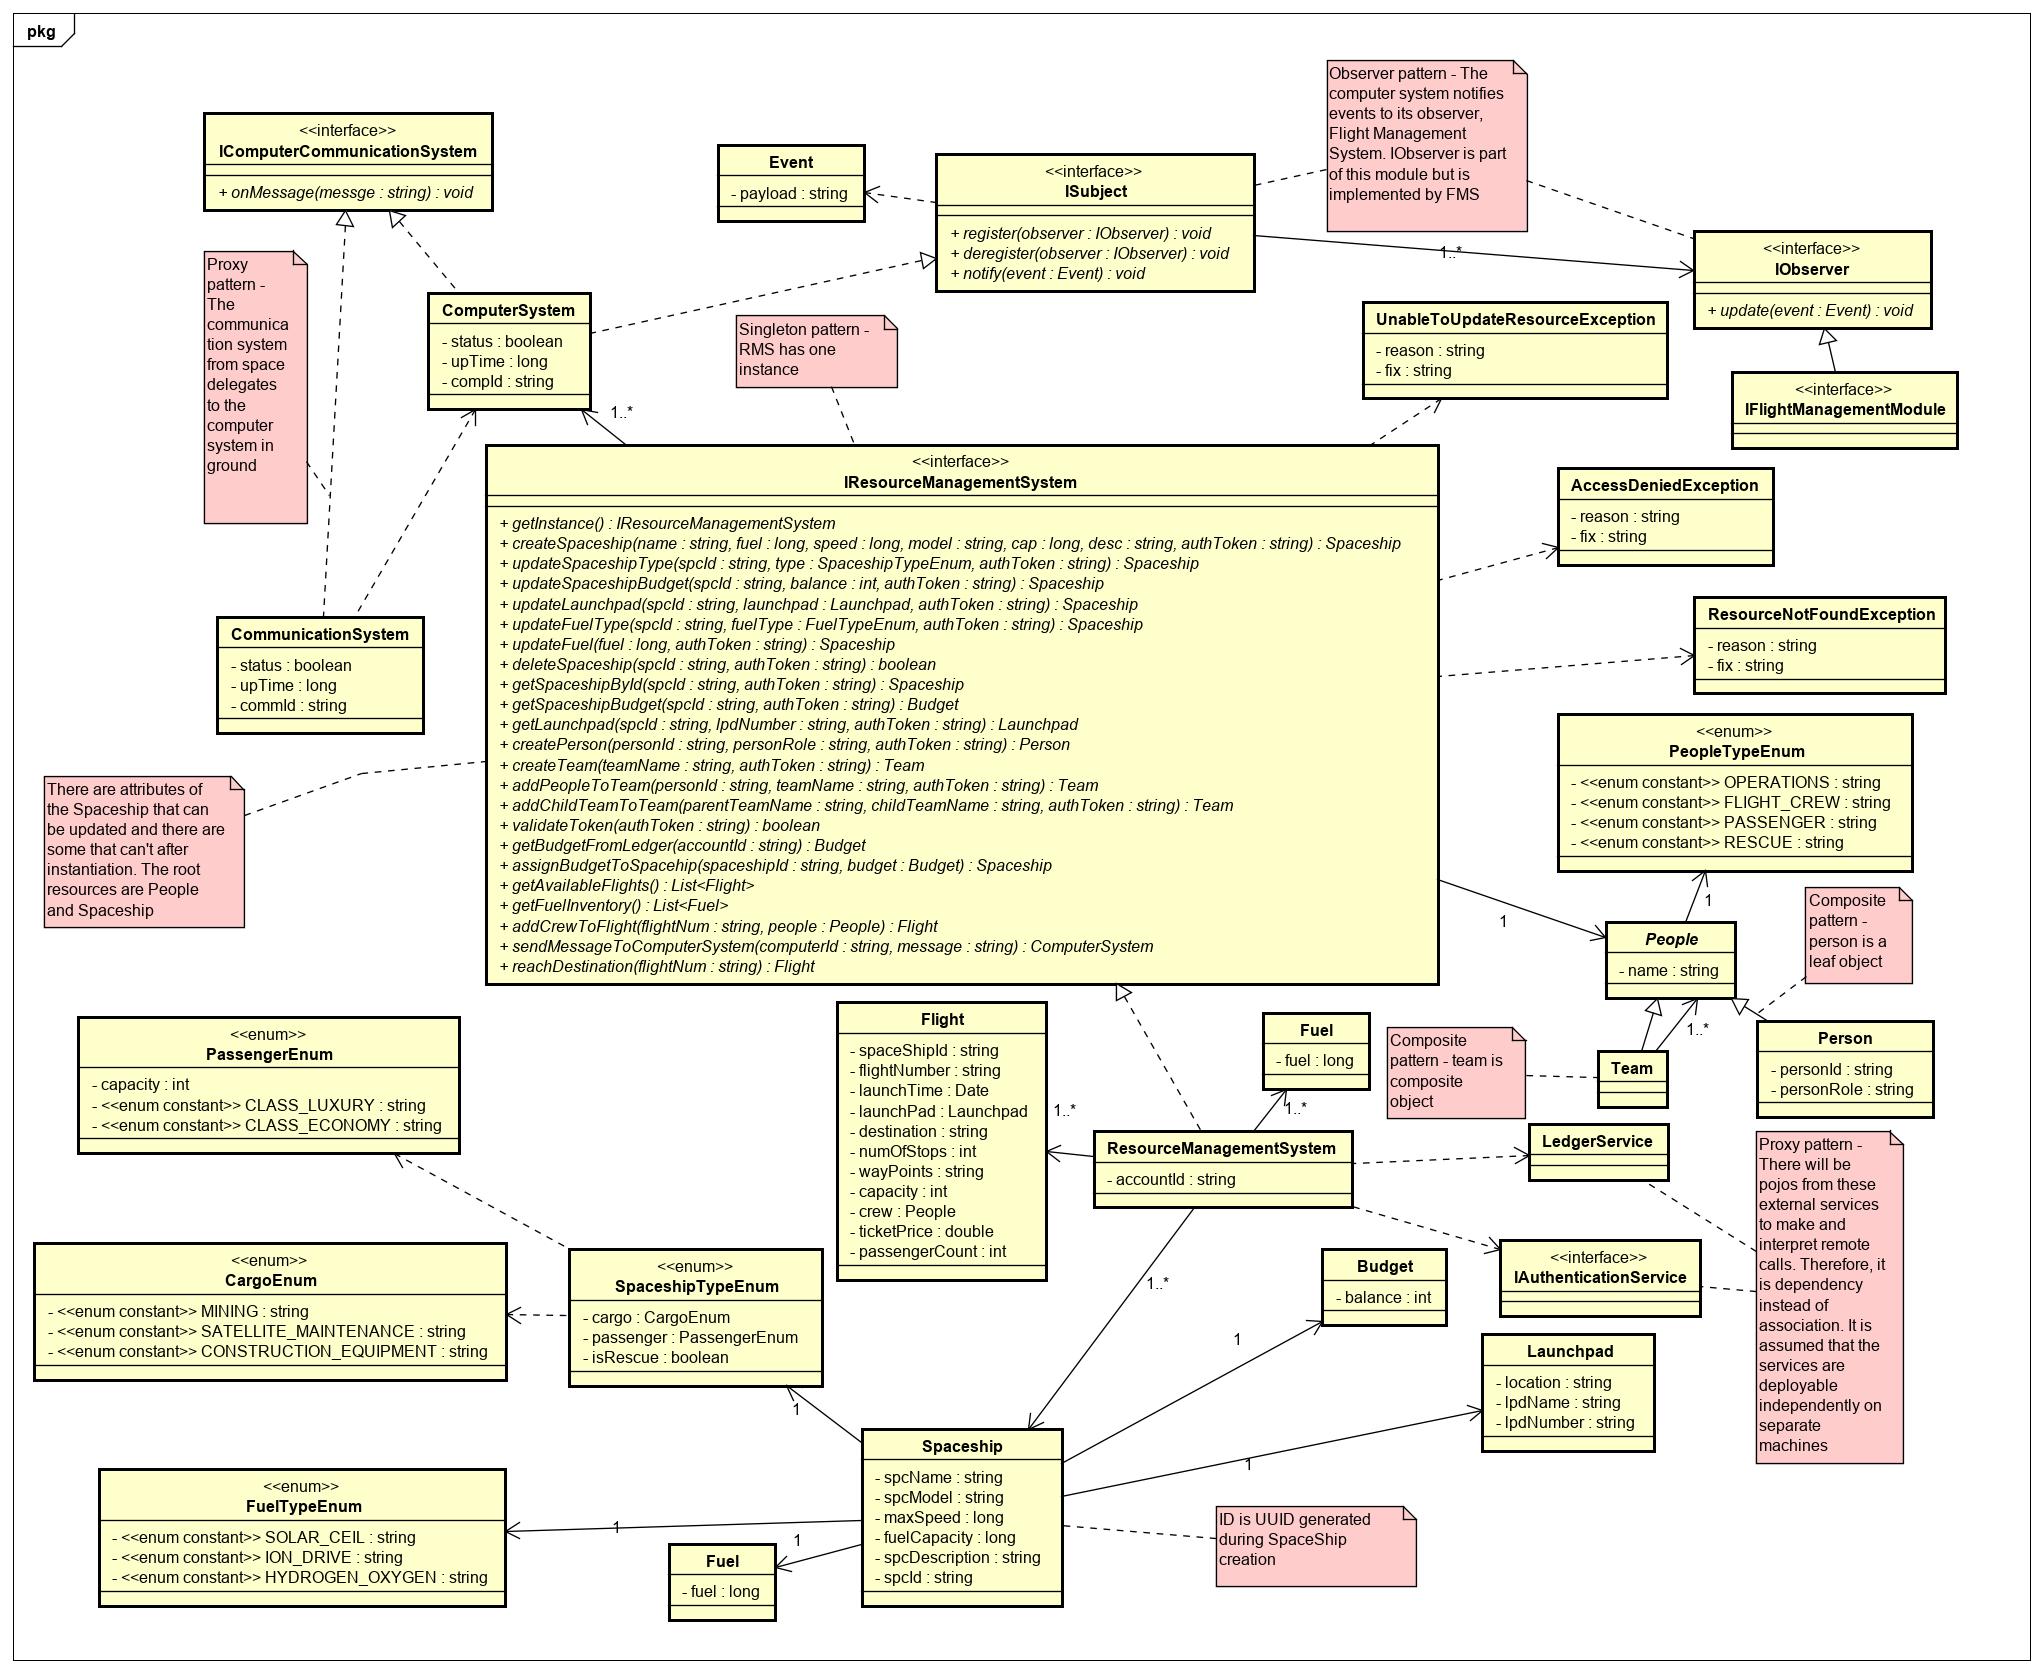 pkg
<<interface>>
IComputerCommunicationSystem
+ onMessage(messge : string) : void
Event
- payload : string
<<interface>>
ISubject
+ register(observer : IObserver) : void
+ deregister(observer : IObserver) : void
+ notify(event : Event) : void
Observer pattern - The
computer system notifies
events to its observer,
Flight Management
System. IObserver is part
of this module but is
implemented by FMS
1..*
<<interface>>
IObserver
+ update(event : Event) : void
<<interface>>
IFlightManagementModule
Proxy
pattern -
The
communica
tion system
from space
delegates
to the
computer
system in
ground
ComputerSystem
- status : boolean
- upTime : long
- compId : string
1..*
Singleton pattern -
RMS has one
instance
UnableToUpdateResourceException
- reason : string
- fix : string
AccessDeniedException
- reason : string
- fix : string
ResourceNotFoundException
- reason : string
- fix : string
CommunicationSystem
- status : boolean
- upTime : long
- commId : string
<<interface>>
IResourceManagementSystem
+ getInstance() : IResourceManagementSystem
+ createSpaceship(name : string, fuel : long, speed : long, model : string, cap : long, desc : string, authToken : string) : Spaceship
+ updateSpaceshipType(spcId : string, type : SpaceshipTypeEnum, authToken : string) : Spaceship
+ updateSpaceshipBudget(spcId : string, balance : int, authToken : string) : Spaceship
+ updateLaunchpad(spcId : string, launchpad : Launchpad, authToken : string) : Spaceship
+ updateFuelType(spcId : string, fuelType : FuelTypeEnum, authToken : string) : Spaceship
+ updateFuel(fuel : long, authToken : string) : Spaceship
+ deleteSpaceship(spcId : string, authToken : string) : boolean
+ getSpaceshipById(spcId : string, authToken : string) : Spaceship
+ getSpaceshipBudget(spcId : string, authToken : string) : Budget
+ getLaunchpad(spcId : string, lpdNumber : string, authToken : string) : Launchpad
+ createPerson(personId : string, personRole : string, authToken : string) : Person
+ createTeam(teamName : string, authToken : string) : Team
+ addPeopleToTeam(personId : string, teamName : string, authToken : string) : Team
+ addChildTeamToTeam(parentTeamName : string, childTeamName : string, authToken : string) : Team
+ validateToken(authToken : string) : boolean
+ getBudgetFromLedger(accountId : string) : Budget
+ assignBudgetToSpacehip(spaceshipId : string, budget : Budget) : Spaceship
+ getAvailableFlights() : List<Flight>
+ getFuelInventory() : List<Fuel>
+ addCrewToFlight(flightNum : string, people : People) : Flight
+ sendMessageToComputerSystem(computerId : string, message : string) : ComputerSystem
+ reachDestination(flightNum : string) : Flight
There are attributes of
the Spaceship that can
be updated and there are
some that can't after
instantiation. The root
resources are People
and Spaceship
<<enum>>
PeopleTypeEnum
- <<enum constant>> OPERATIONS : string
- <<enum constant>> FLIGHT_CREW : string
- <<enum constant>> PASSENGER : string
- <<enum constant>> RESCUE : string
1
1
People
- name : string
Composite
pattern -
person is a
leaf object
1..*
Team
Person
- personId : string
- personRole : string
Composite
pattern - team is
composite
object
<<enum>>
PassengerEnum
- capacity : int
- <<enum constant>> CLASS_LUXURY : string
- <<enum constant>> CLASS_ECONOMY : string
Flight
- spaceShipId : string
- flightNumber : string
- launchTime : Date
- launchPad : Launchpad
- destination : string
- numOfStops : int
- wayPoints : string
- capacity : int
- crew : People
- ticketPrice : double
- passengerCount : int
1..*
Fuel
- fuel : long
1..*
ResourceManagementSystem
- accountId : string
LedgerService
<<interface>>
IAuthenticationService
Proxy pattern -
There will be
pojos from these
external services
to make and
interpret remote
calls. Therefore, it
is dependency
instead of
association. It is
assumed that the
services are
deployable
independently on
separate
machines
<<enum>>
CargoEnum
- <<enum constant>> MINING : string
- <<enum constant>> SATELLITE_MAINTENANCE : string
- <<enum constant>> CONSTRUCTION_EQUIPMENT : string
<<enum>>
SpaceshipTypeEnum
- cargo : CargoEnum
- passenger : PassengerEnum
- isRescue : boolean
1..*
Budget
- balance : int
1
Launchpad
- location : string
- lpdName : string
- lpdNumber : string
1
1
Spaceship
- spcName : string
- spcModel : string
- maxSpeed : long
- fuelCapacity : long
- spcDescription : string
- spcId : string
<<enum>>
FuelTypeEnum
- <<enum constant>> SOLAR_CEIL : string
- <<enum constant>> ION_DRIVE : string
- <<enum constant>> HYDROGEN_OXYGEN : string
1
1
Fuel
- fuel : long
ID is UUID generated
during SpaceShip
creation